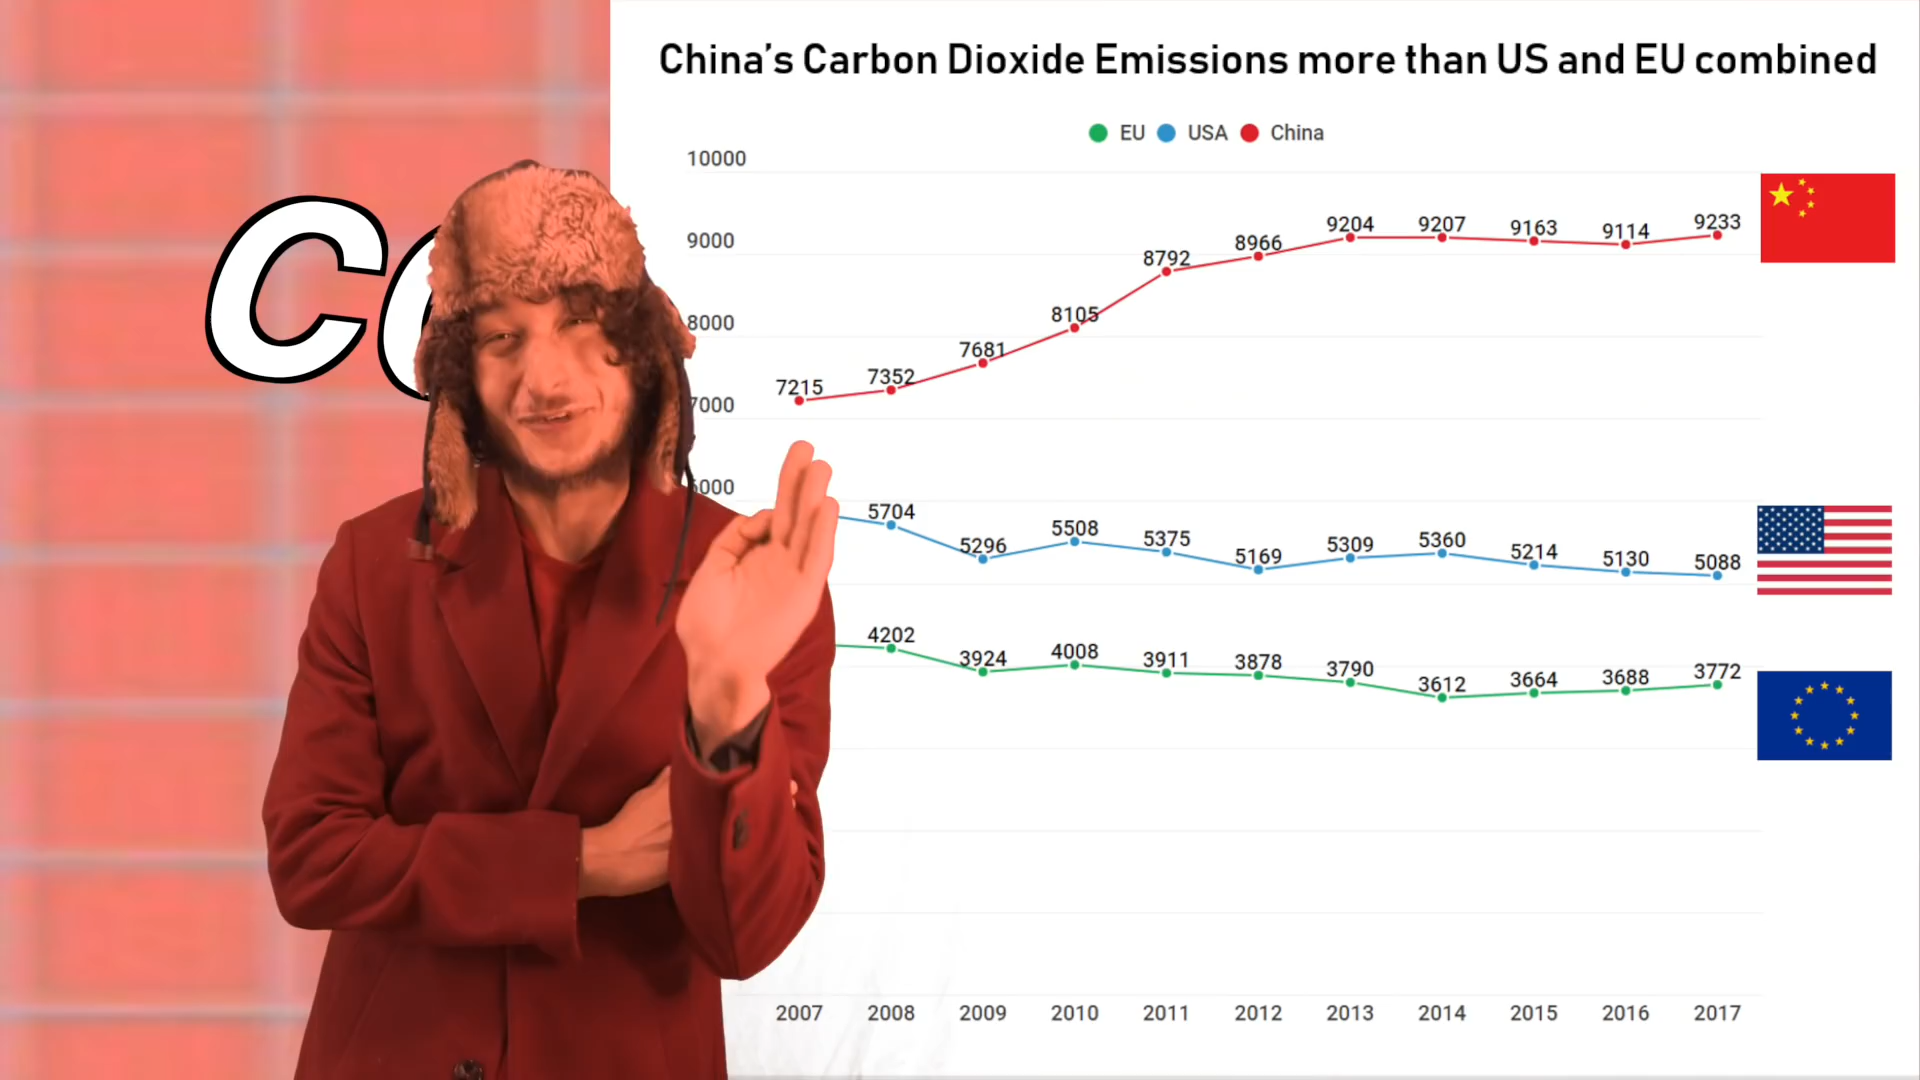 China's Carbon Dioxide Emissions more than US and EU combined
EU USA China
10000
9000
8000
7000
6000
7215 7352 7681 8105 8792 8966 9204 9207 9163 9114 9233
5704 5296 5508 5375 5169 5309 5360 5214 5130 5088
4202 3924 4008 3911 3878 3790 3612 3664 3688 3772
2007 2008 2009 2010 2011 2012 2013 2014 2015 2016 2017